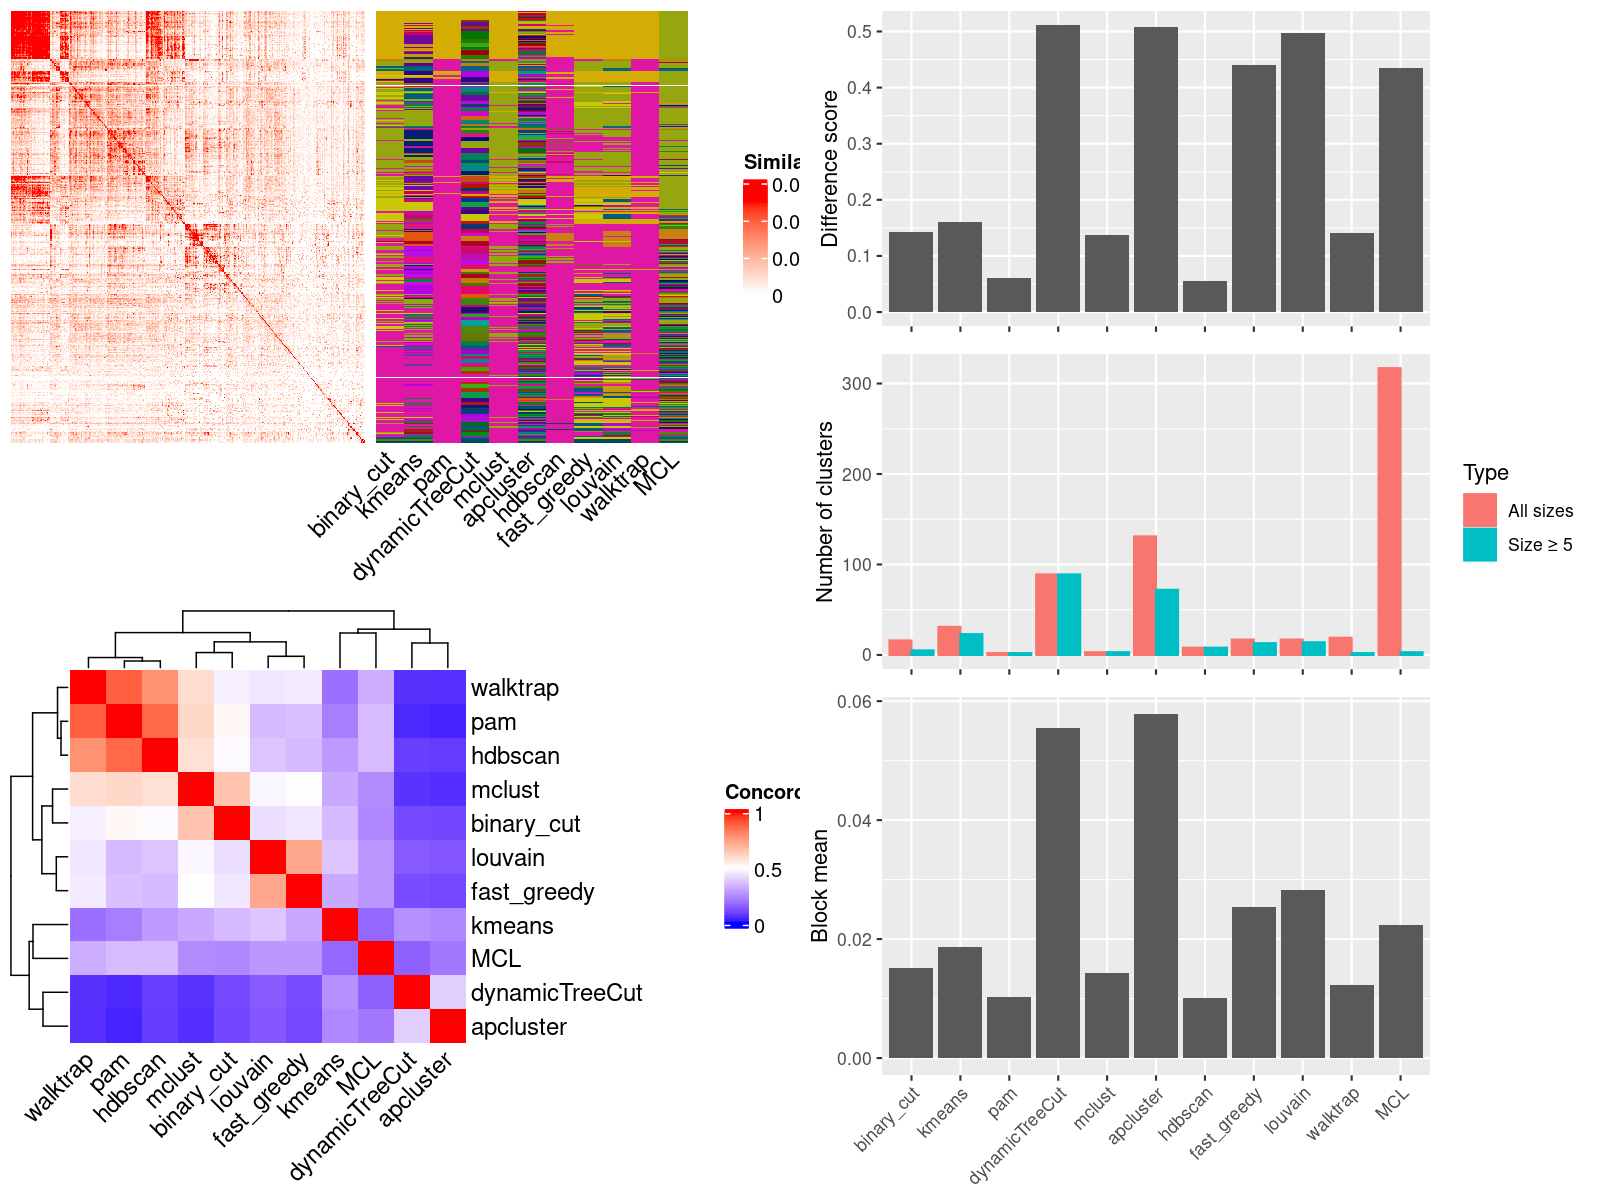 Simila
0.0
0.0
0.0
0
binary_cut
kmeans
pam
dynamicTreeCut
mclust
apcluster
hdbscan
fast_greedy
louvain
walktrap
MCL
walktrap
pam
hdbscan
mclust
binary_cut
louvain
fast_greedy
kmeans
MCL
dynamicTreeCut
apcluster
walktrap
pam
hdbscan
mclust
binary_cut
louvain
fast_greedy
kmeans
MCL
dynamicTreeCut
apcluster
Concord
1
0.5
0
Difference score
0.5
0.4
0.3
0.2
0.1
0.0
Number of clusters
300
200
100
0
Type
All sizes
Size ≥ 5
Block mean
0.06
0.04
0.02
0.00
binary_cut
kmeans
pam
dynamicTreeCut
mclust
apcluster
hdbscan
fast_greedy
louvain
walktrap
MCL